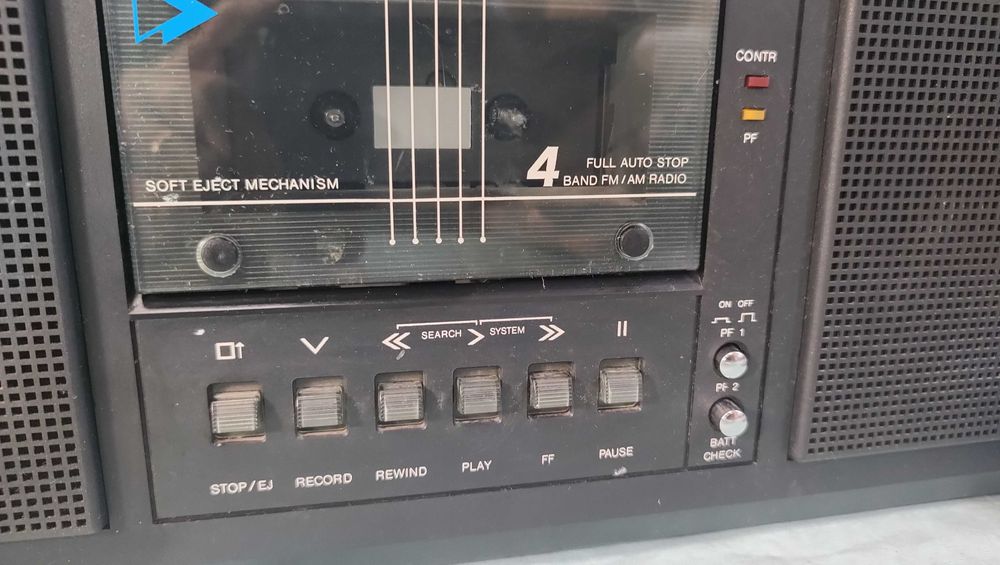 CONTR
PF
4 FULL AUTO STOP
BAND FM/AM RADIO
SOFT EJECT MECHANISM
ON OFF
PF 1
SEARCH SYSTEM
PF 2
BATT
CHECK
STOP/EJ RECORD REWIND PLAY FF PAUSE